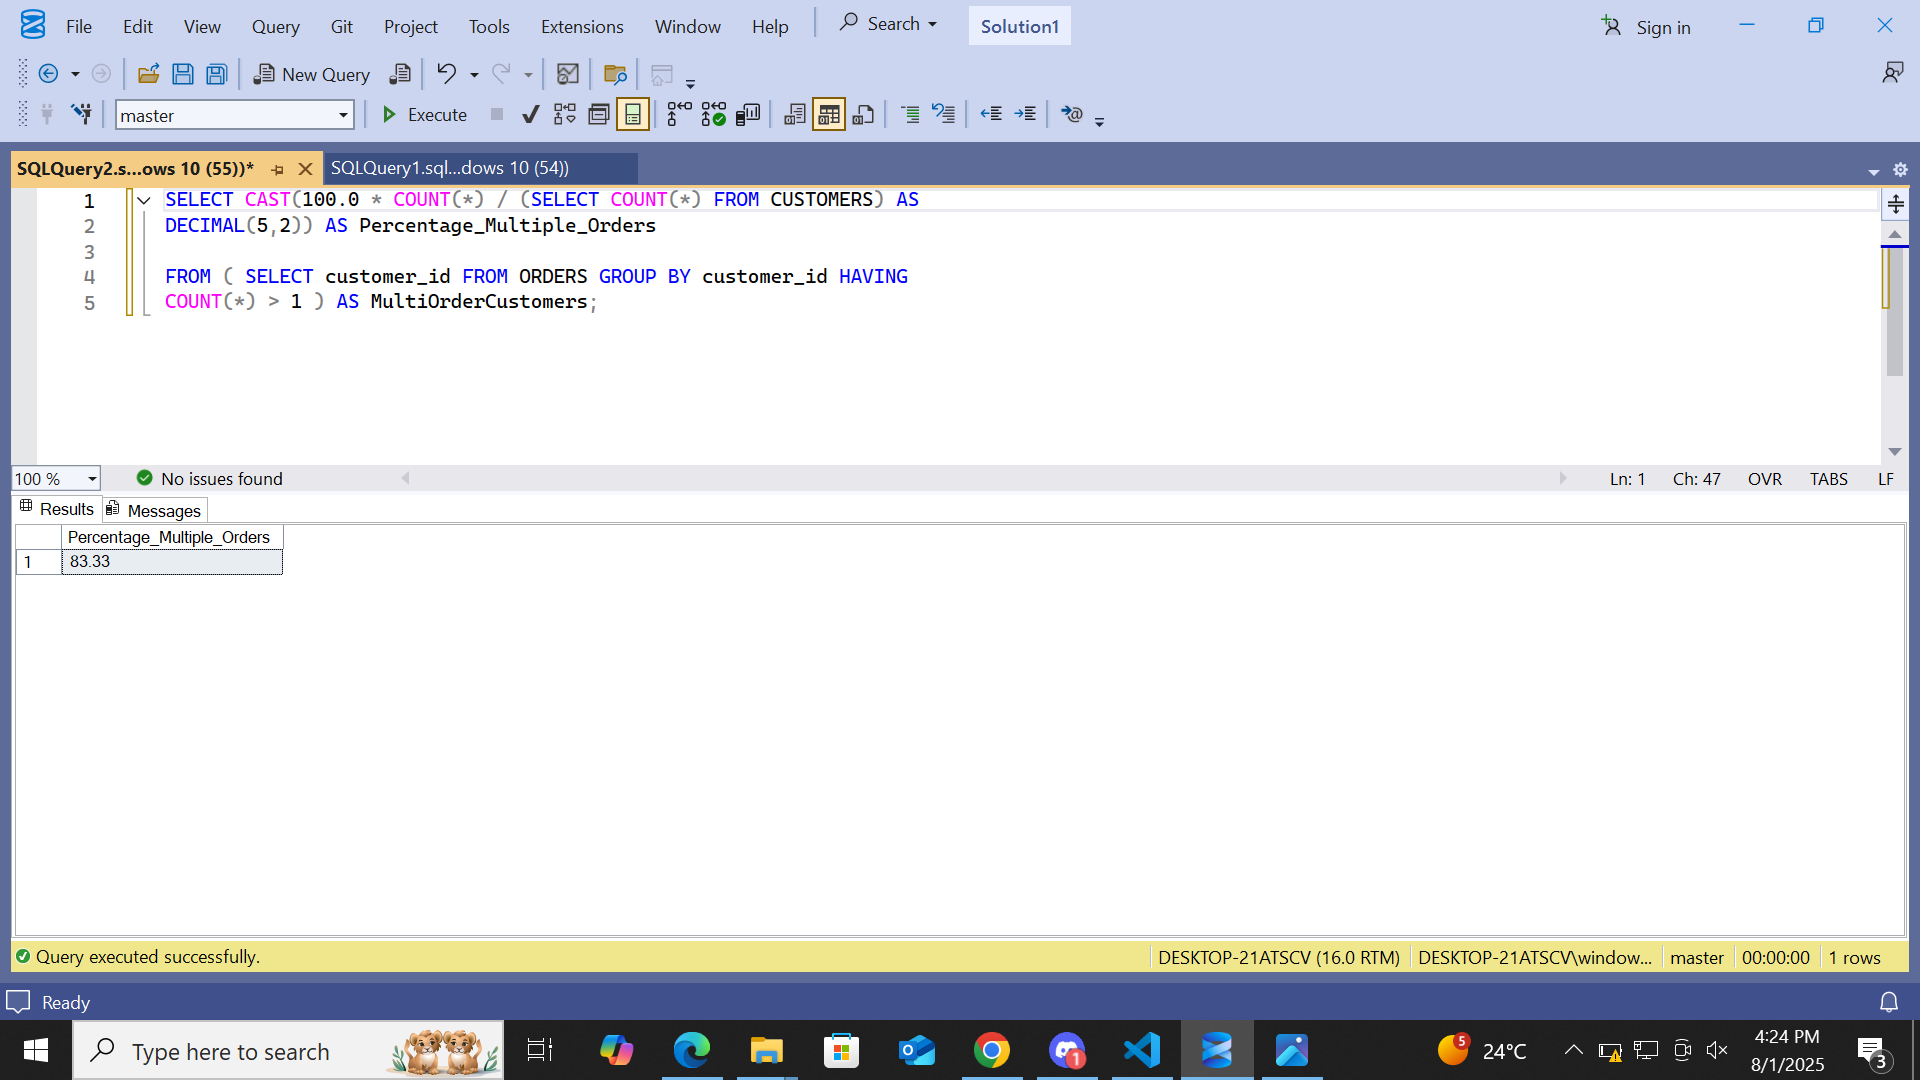 File Edit View Query Git Project Tools Extensions Window Help Search Solution1 Sign in
New Query
master Execute
SQLQuery2.s...ows 10 (55))* SQLQuery1.sql...dows 10 (54))
1 SELECT CAST(100.0 * COUNT(*) / (SELECT COUNT(*) FROM CUSTOMERS) AS
2 DECIMAL(5,2)) AS Percentage_Multiple_Orders
3
4 FROM ( SELECT customer_id FROM ORDERS GROUP BY customer_id HAVING
5 COUNT(*) > 1 ) AS MultiOrderCustomers;
100 % No issues found Ln: 1 Ch: 47 OVR TABS LF
Results Messages
Percentage_Multiple_Orders
1 83.33
Query executed successfully. DESKTOP-21ATSCV (16.0 RTM) DESKTOP-21ATSCV\window... master 00:00:00 1 rows
Ready
Type here to search 1 5 24°C 4:24 PM
8/1/2025 3